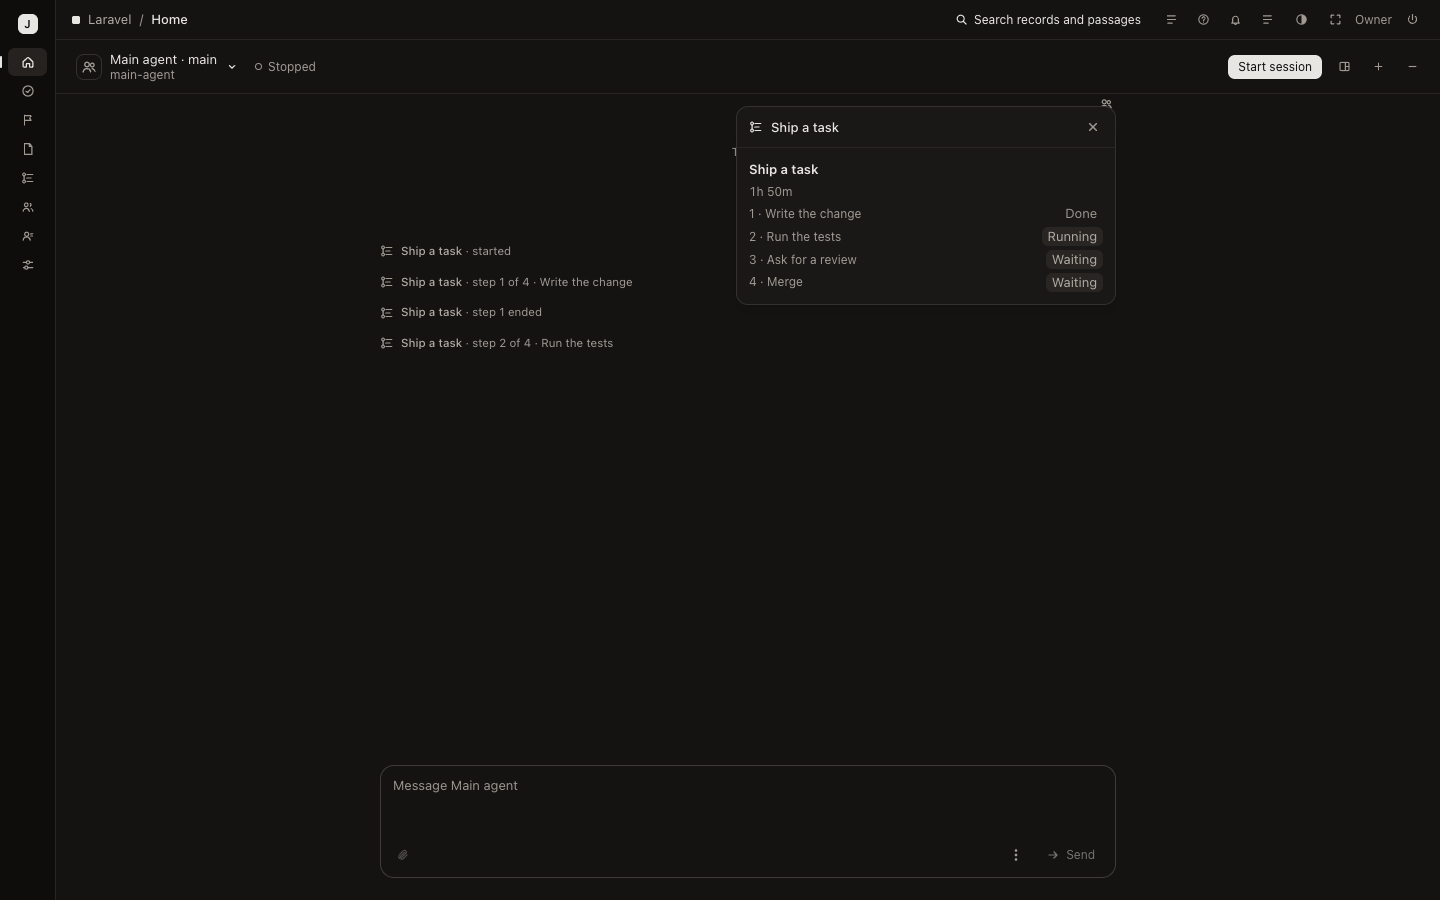 J
Laravel / Home
Search records and passages
Owner
Main agent · main
main-agent
Stopped
Start session
Ship a task
Ship a task
1h 50m
1 · Write the change Done
2 · Run the tests Running
3 · Ask for a review Waiting
4 · Merge Waiting
Ship a task · started
Ship a task · step 1 of 4 · Write the change
Ship a task · step 1 ended
Ship a task · step 2 of 4 · Run the tests
Message Main agent
Send